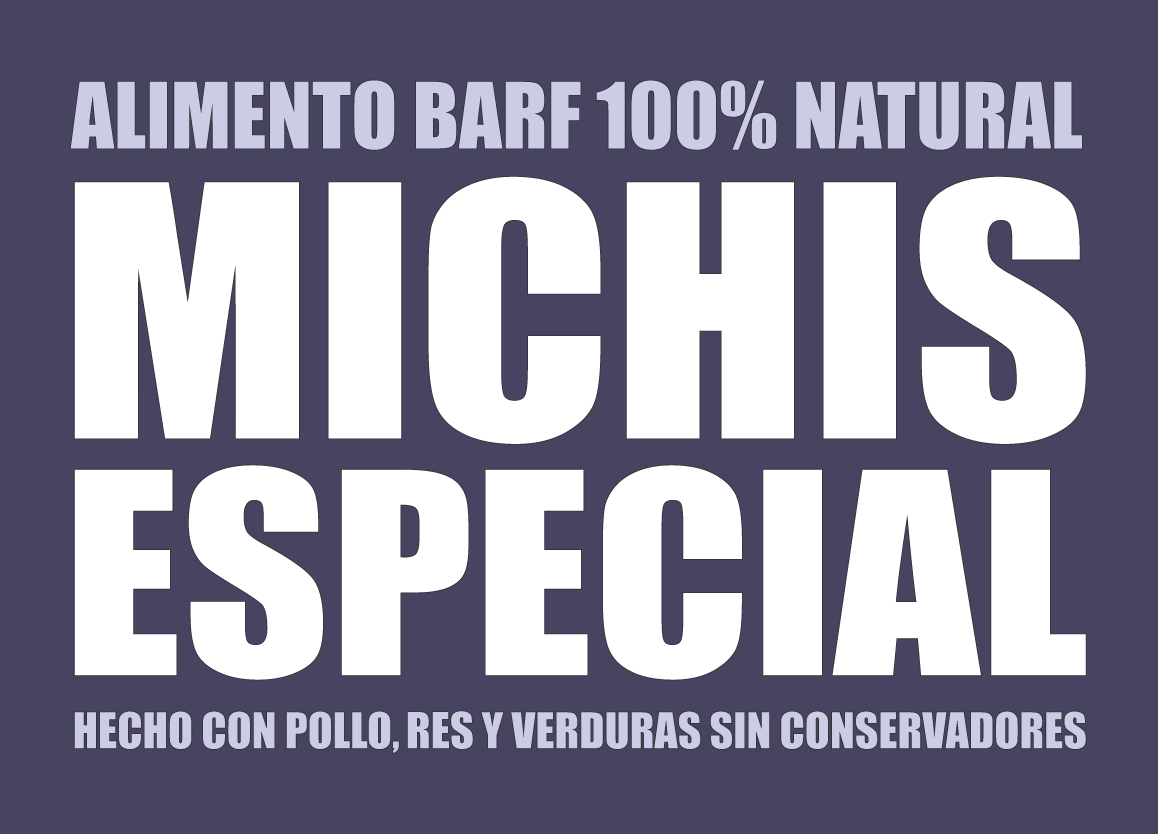 ALIMENTO BARF 100% NATURAL
MICHIS
ESPECIAL
HECHO CON POLLO, RES Y VERDURAS SIN CONSERVADORES